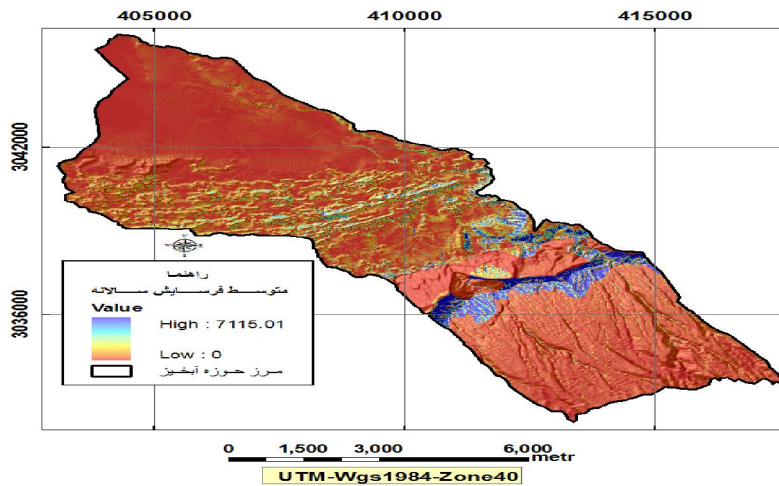 405000 410000 415000
3042000
3036000
راهنما
متوسط فرسایش سالانه
Value
High : 7115.01
Low : 0
مرز حوزه آبخیز
0 1,500 3,000 6,000 metr
UTM-Wgs1984-Zone40